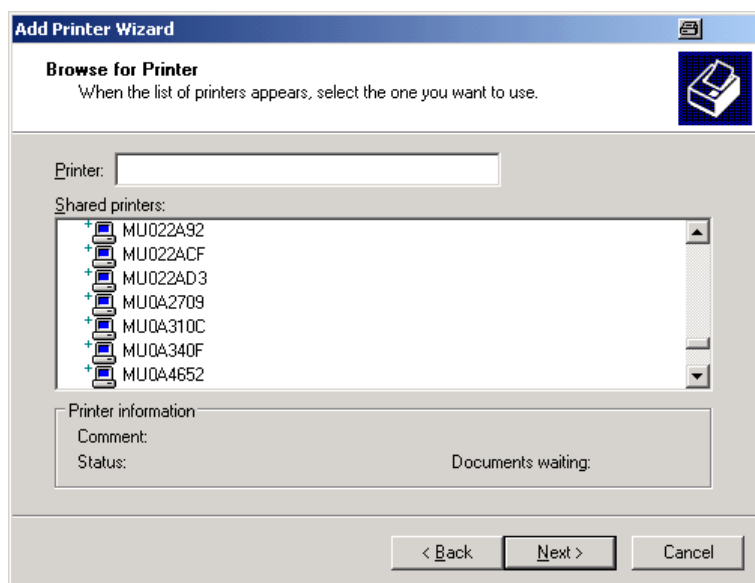 Add Printer Wizard
Browse for Printer
When the list of printers appears, select the one you want to use.
Printer:
Shared printers:
MU022A92
MU022ACF
MU022AD3
MU0A2709
MU0A310C
MU0A340F
MU0A4652
Printer information
Comment:
Status: Documents waiting:
< Back Next > Cancel